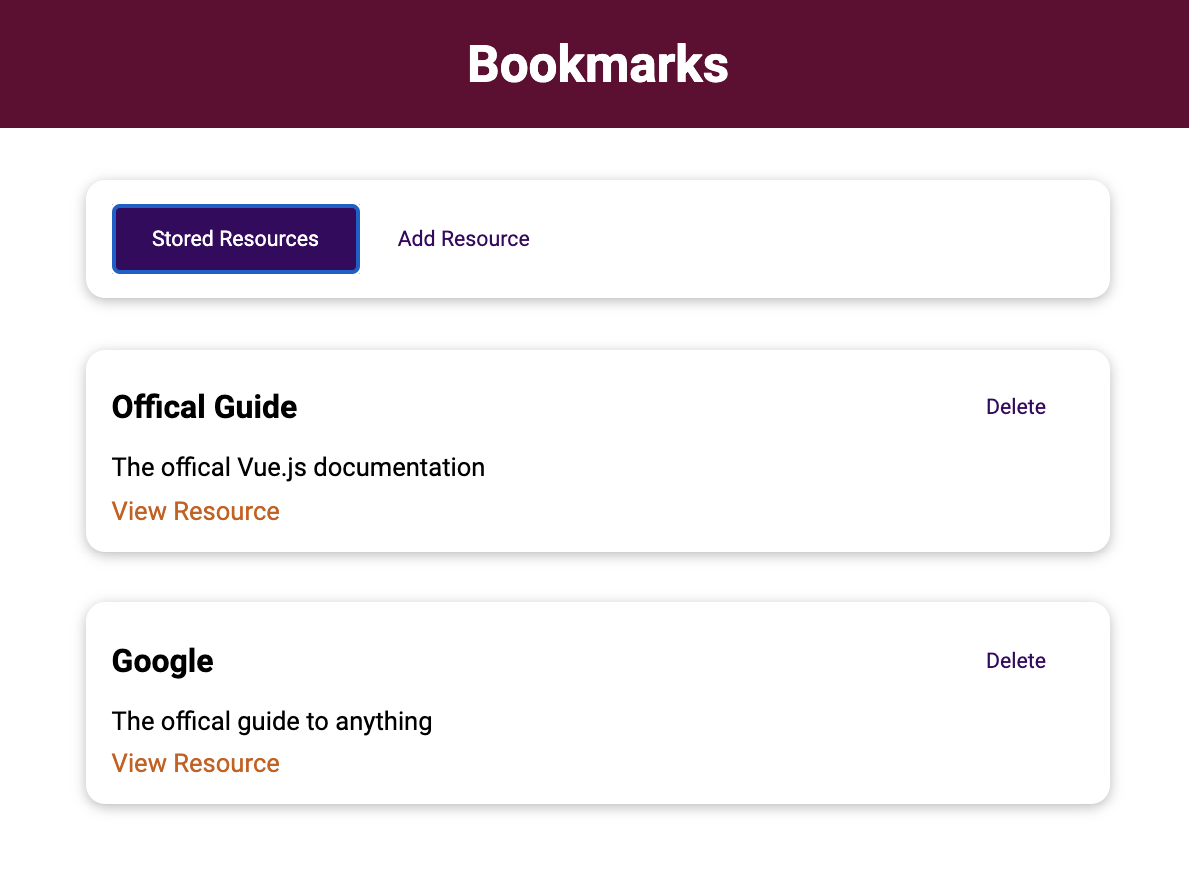 Bookmarks
Stored Resources Add Resource
Offical Guide Delete
The offical Vue.js documentation
View Resource
Google Delete
The offical guide to anything
View Resource